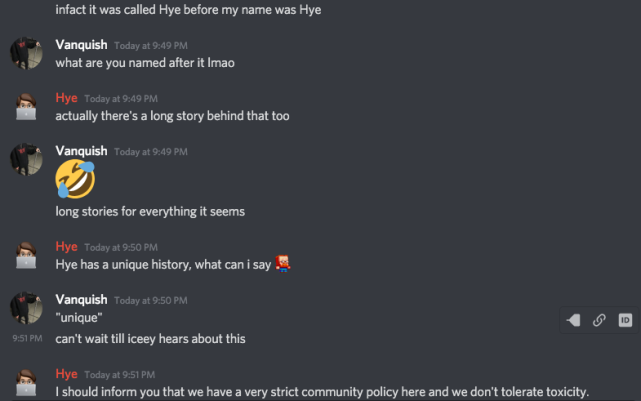 infact it was called Hye before my name was Hye
Vanquish Today at 9:49 PM
what are you named after it lmao
Hye Today at 9:49 PM
actually there's a long story behind that too
Vanquish Today at 9:49 PM
long stories for everything it seems
Hye Today at 9:50 PM
Hye has a unique history, what can i say
Vanquish Today at 9:50 PM
"unique"
ID
9:51 PM can't wait till iceey hears about this
Hye Today at 9:51 PM
I should inform you that we have a very strict community policy here and we don't tolerate toxicity.